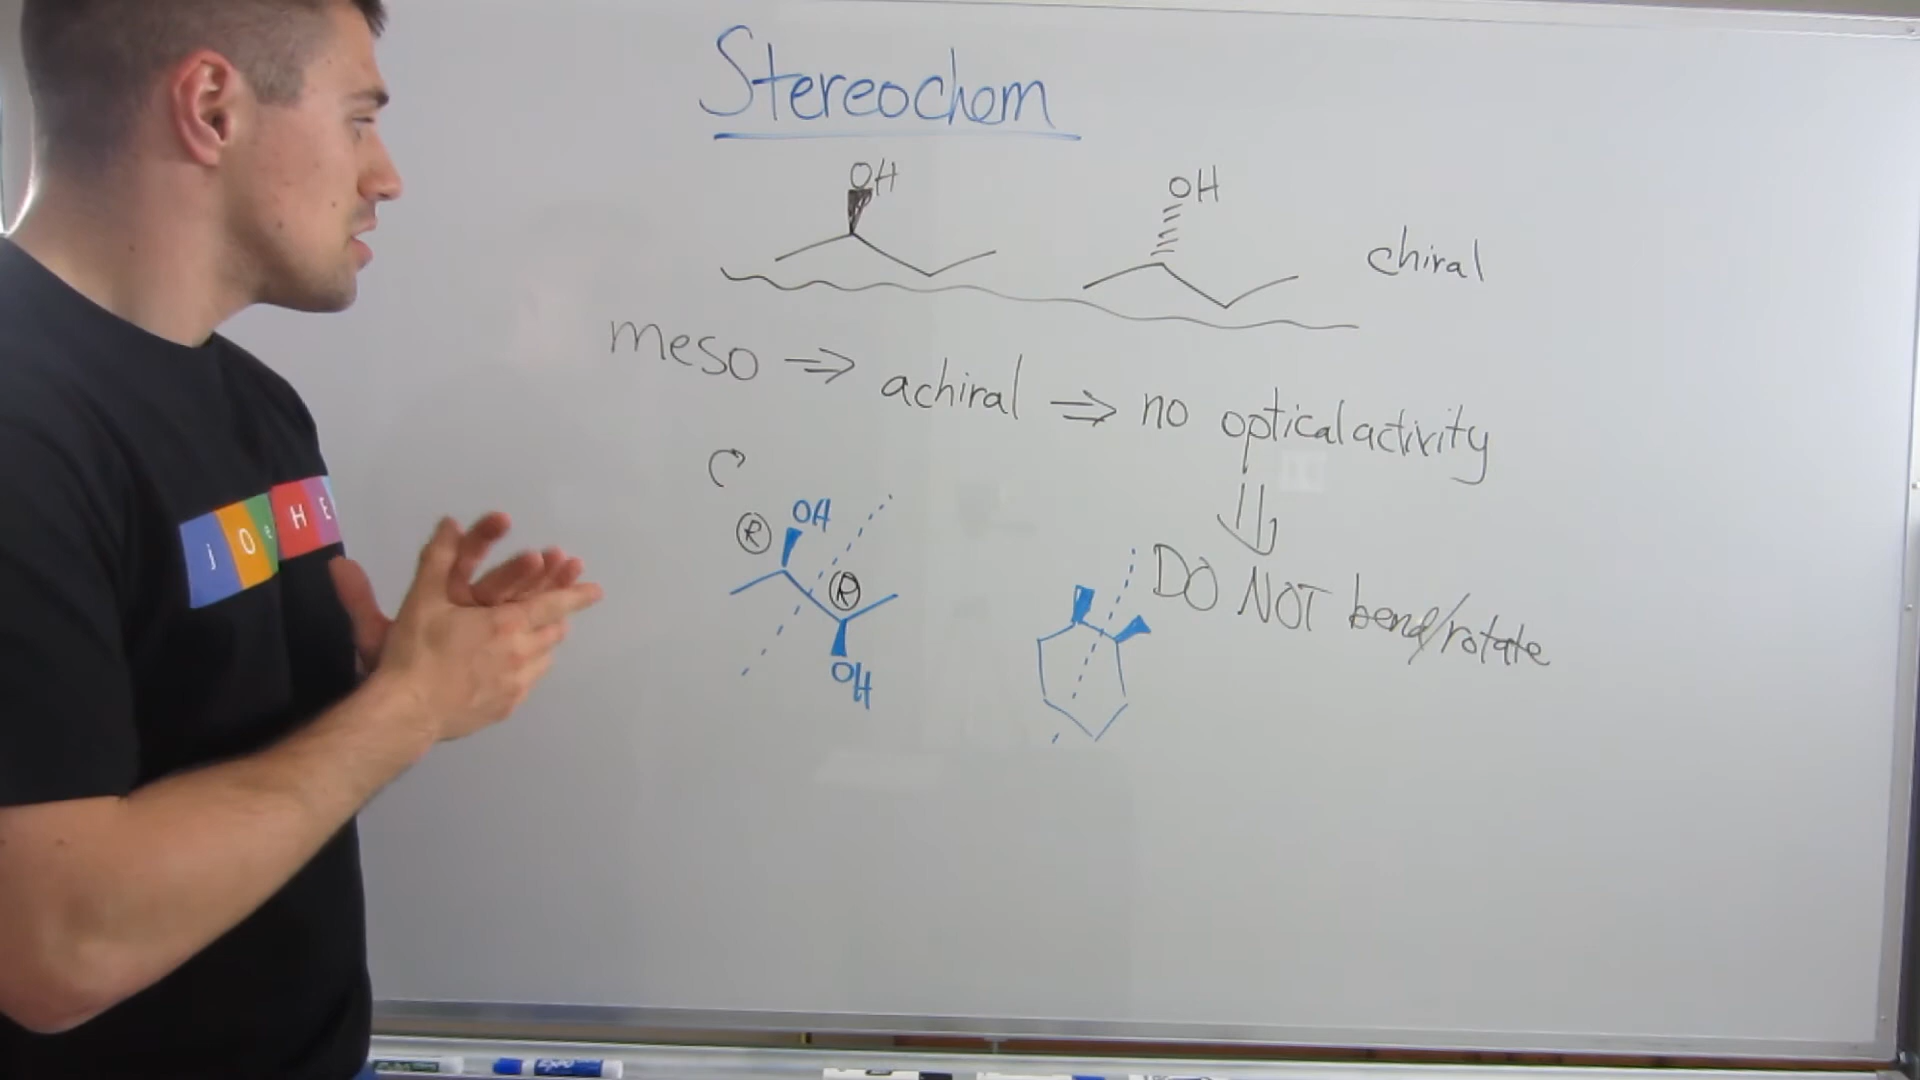 Stereochem
OH
OH
chiral
meso ⇒ achiral ⇒ no optical activity
OH
R
R
OH
DO NOT bend/rotate
j O e H E